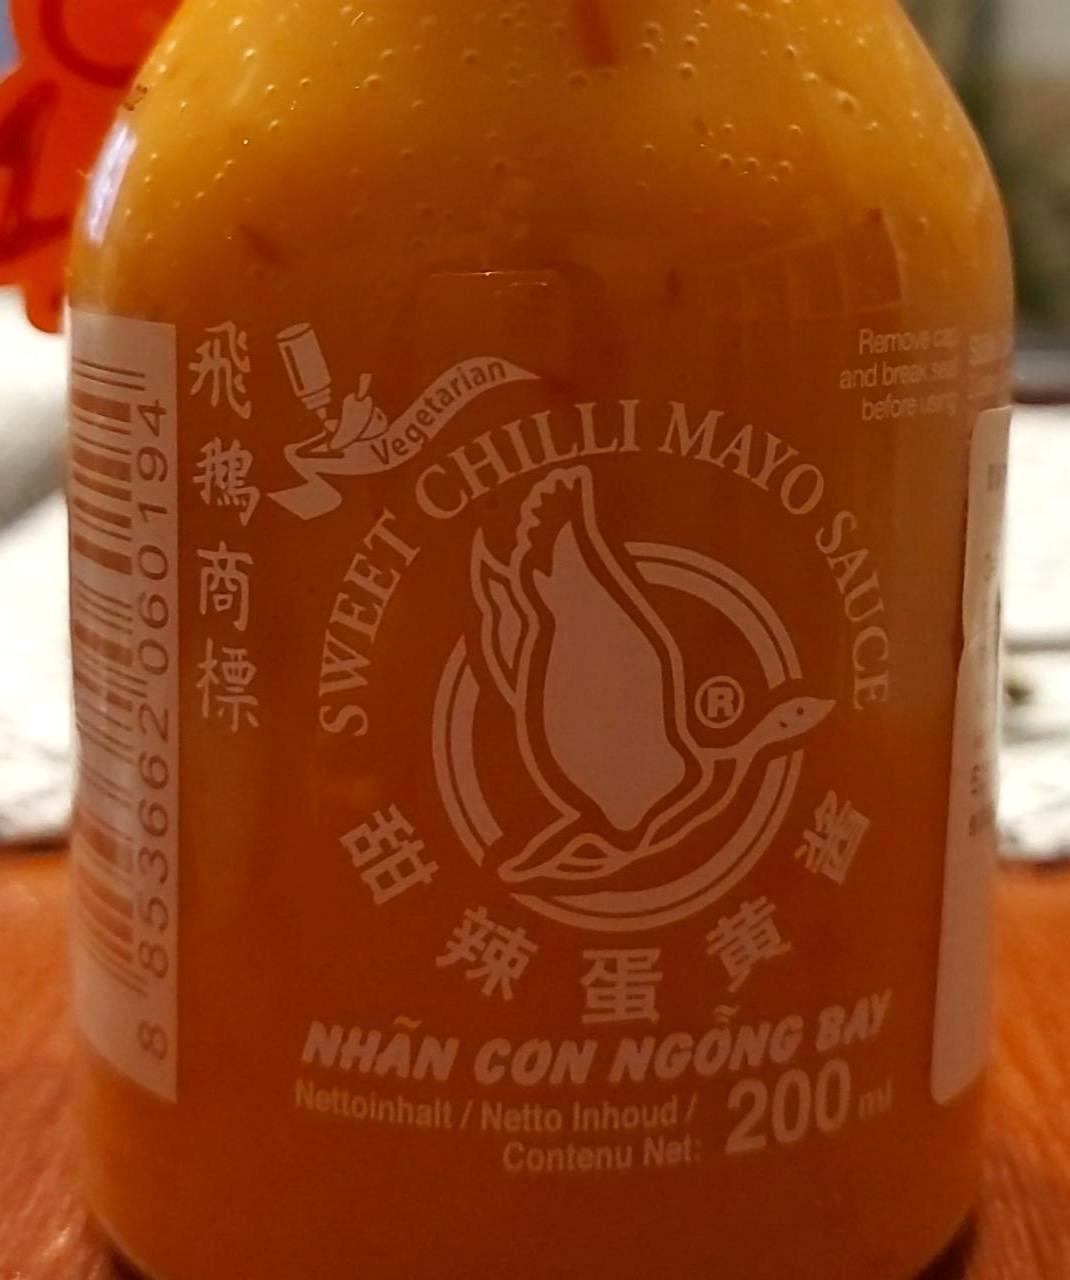 8 853662 060194
飛鵝商標
Vegetarian
SWEET CHILLI MAYO SAUCE
Remove cap
and break seal
before using
®
甜辣蛋黄醬
NHÃN CON NGỖNG BAY
Nettoinhalt / Netto Inhoud /
Contenu Net: 200 ml